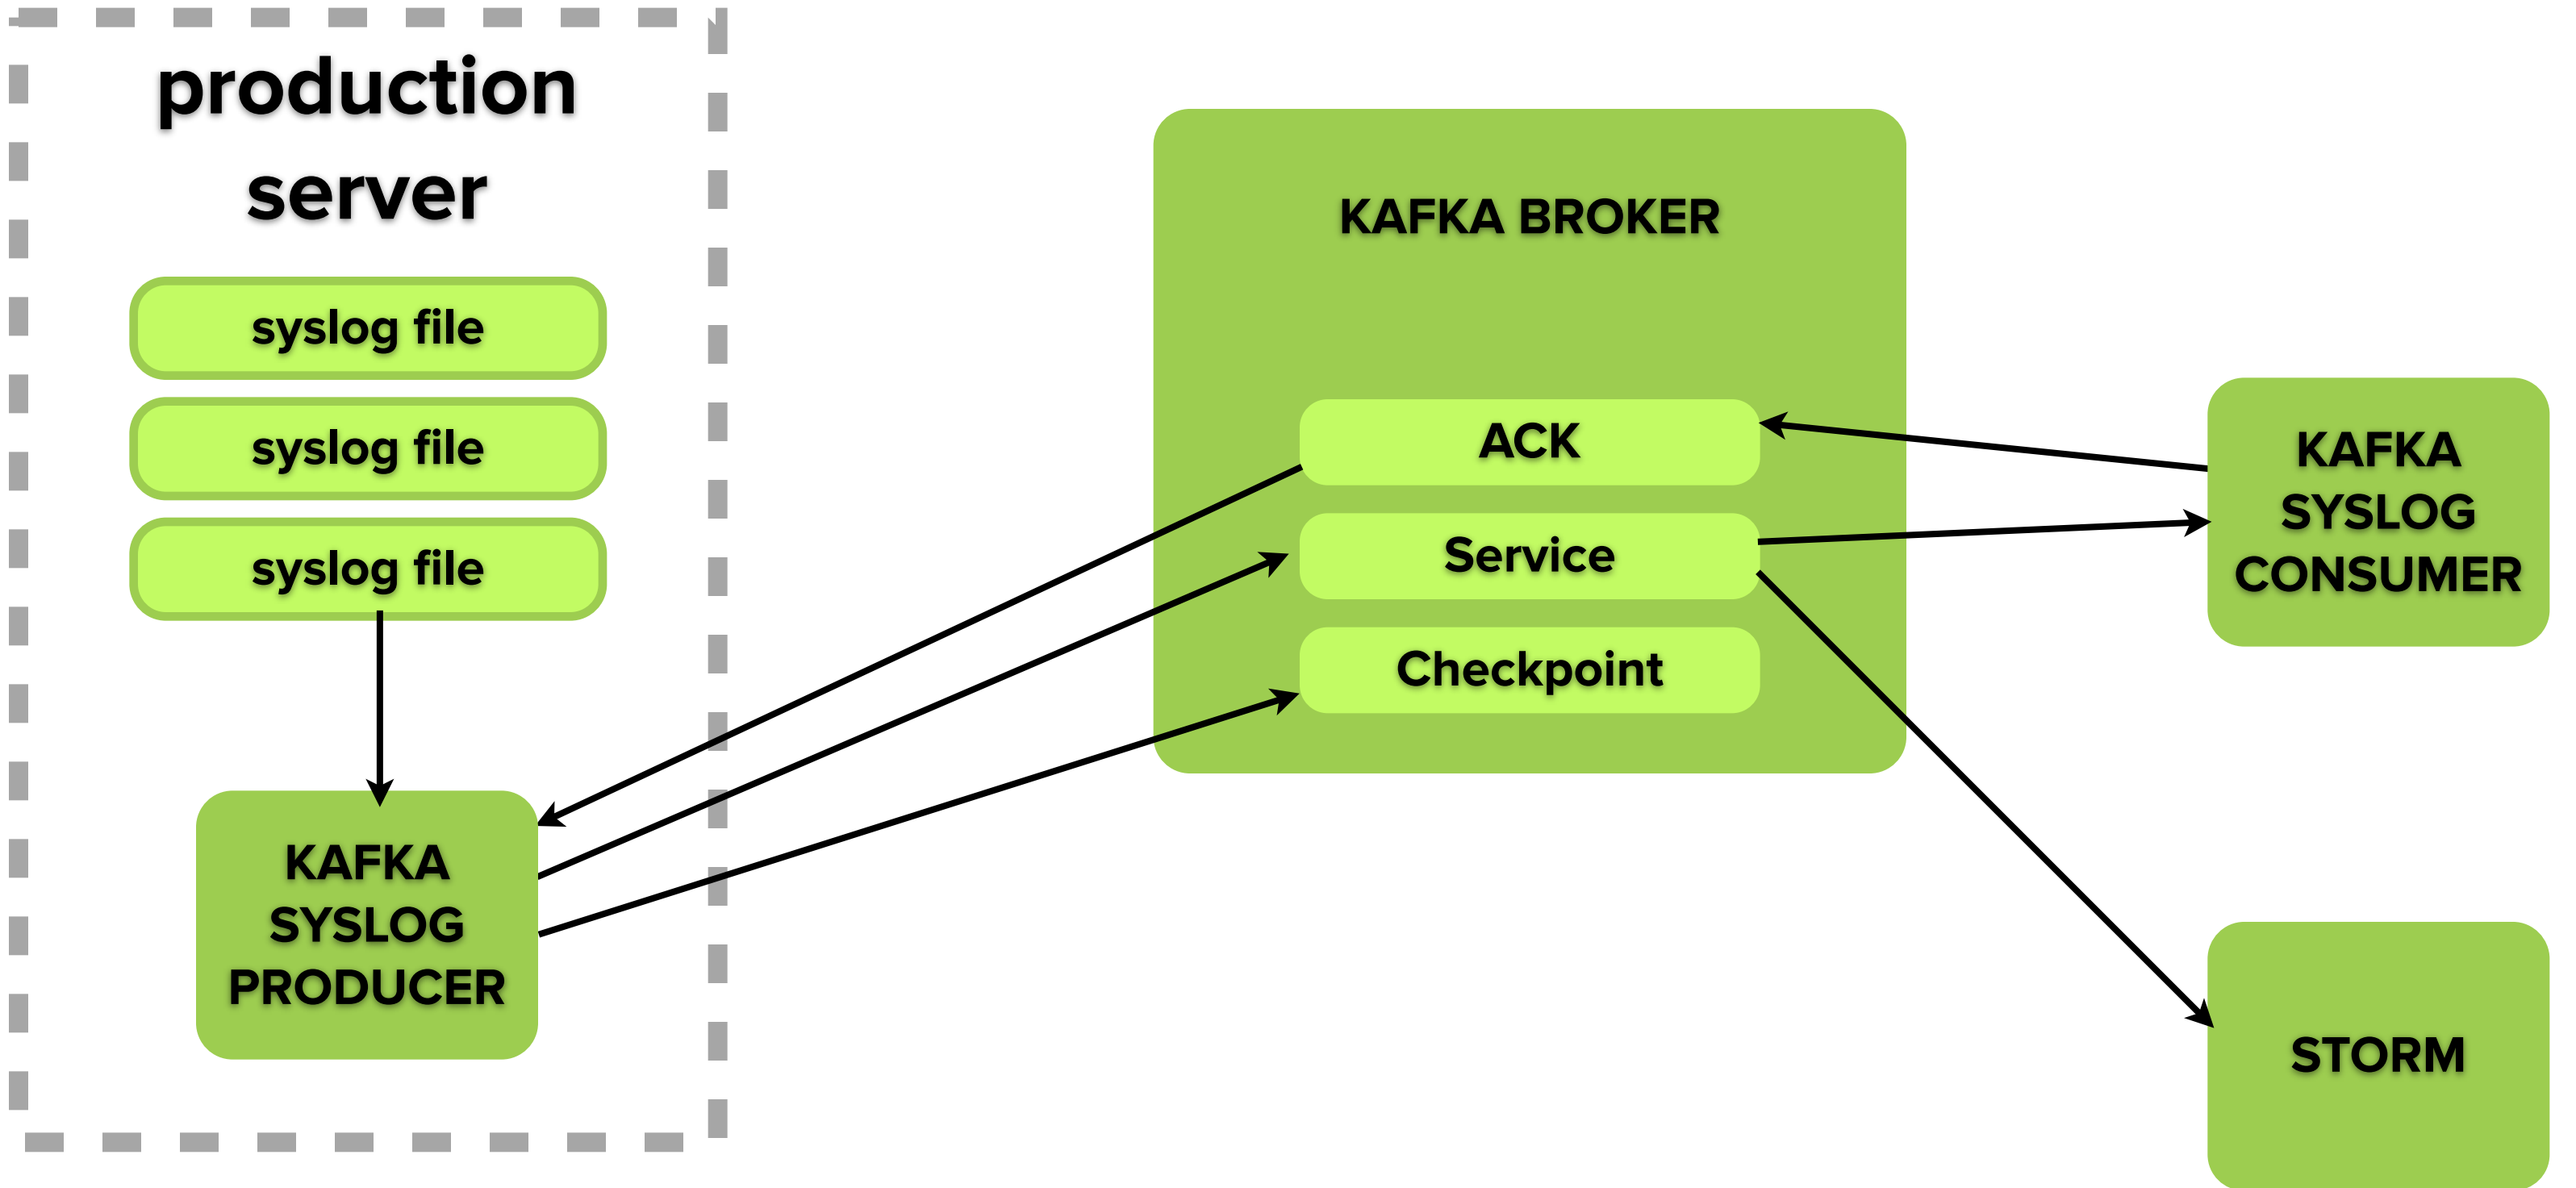 production
server
syslog file
syslog file
syslog file
KAFKA
SYSLOG
PRODUCER
KAFKA BROKER
ACK
Service
Checkpoint
KAFKA
SYSLOG
CONSUMER
STORM